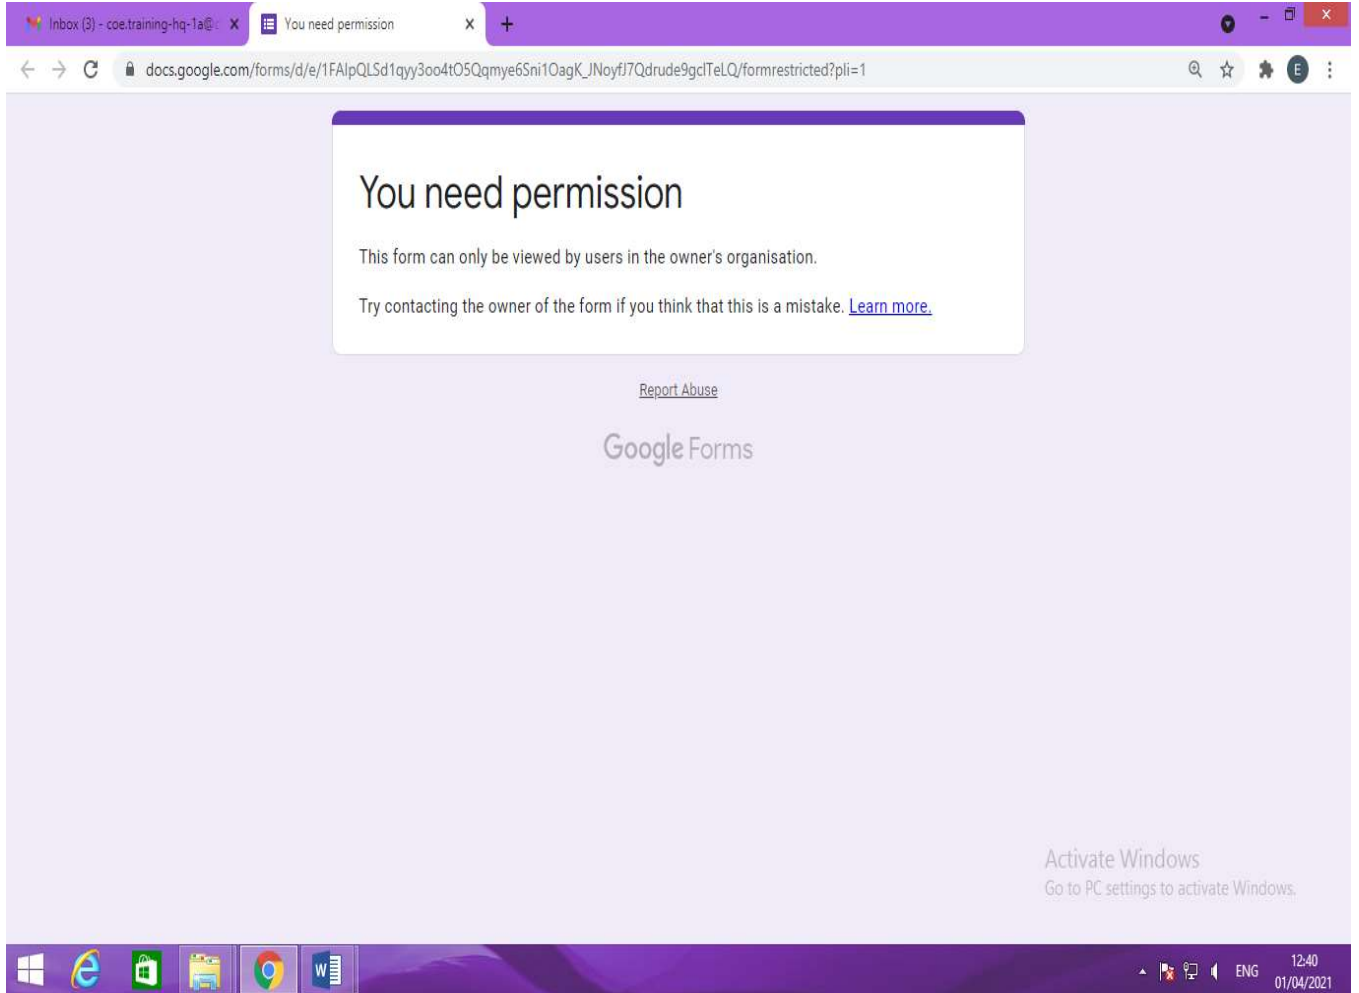 Inbox (3) - coe.training-hq-1a@
You need permission
docs.google.com/forms/d/e/1FAIpQLSd1qyy3oo4tO5Qqmye6Sni1OagK_JNoyfJ7Qdrude9gclTeLQ/formrestricted?pli=1
E
You need permission
This form can only be viewed by users in the owner's organisation.
Try contacting the owner of the form if you think that this is a mistake. Learn more.
Report Abuse
Google Forms
Activate Windows
Go to PC settings to activate Windows.
ENG
12:40
01/04/2021